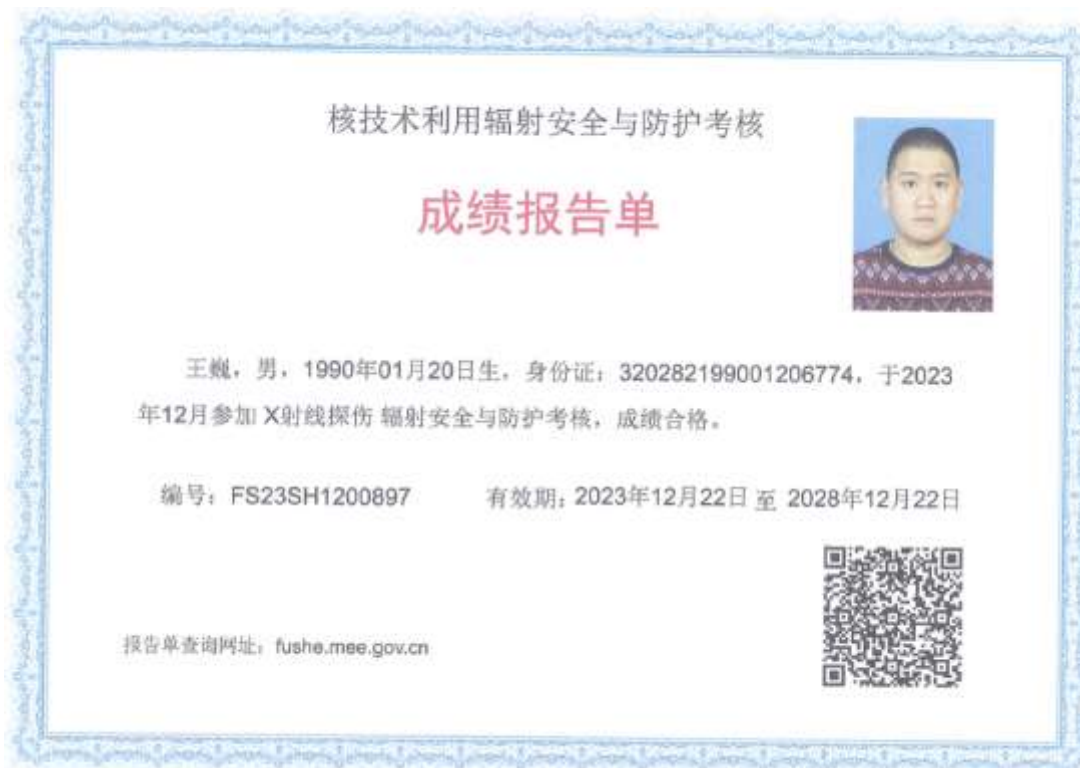 核技术利用辐射安全与防护考核
成绩报告单
王巍，男，1990年01月20日生，身份证：320282199001206774，于2023
年12月参加 X射线探伤 辐射安全与防护考核，成绩合格。
编号：FS23SH1200897 有效期：2023年12月22日 至 2028年12月22日
报告单查询网址：fushe.mee.gov.cn